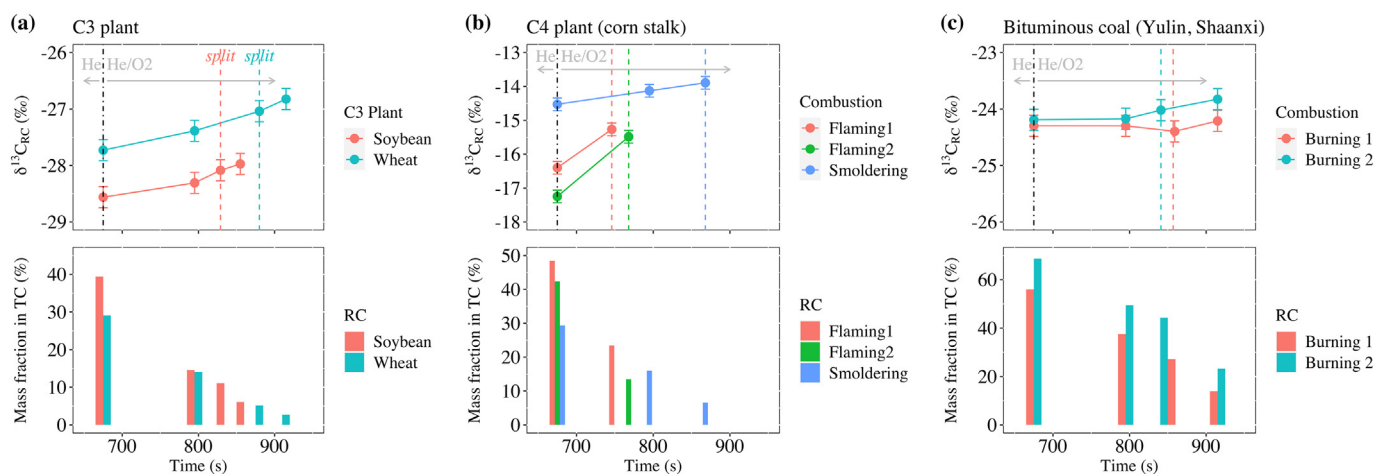 (a)
C3 plant
-26
-27
-28
-29
δ¹³C_RC (‰)
He He/O2
split split
C3 Plant
Soybean
Wheat
40
30
20
10
0
Mass fraction in TC (%)
700 800 900
Time (s)
RC
Soybean
Wheat
(b)
C4 plant (corn stalk)
-13
-14
-15
-16
-17
-18
δ¹³C_RC (‰)
He He/O2
Combustion
Flaming1
Flaming2
Smoldering
50
40
30
20
10
0
Mass fraction in TC (%)
700 800 900
Time (s)
RC
Flaming1
Flaming2
Smoldering
(c)
Bituminous coal (Yulin, Shaanxi)
-23
-24
-25
-26
δ¹³C_RC (‰)
He He/O2
Combustion
Burning 1
Burning 2
60
40
20
0
Mass fraction in TC (%)
700 800 900
Time (s)
RC
Burning 1
Burning 2